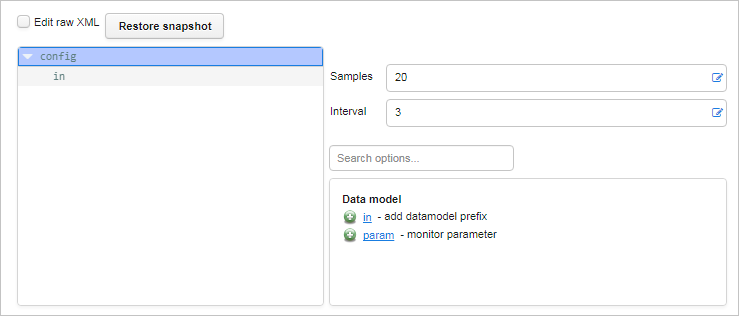 Edit raw XML
Restore snapshot
config
in
Samples
20
Interval
3
Search options...
Data model
in - add datamodel prefix
param - monitor parameter